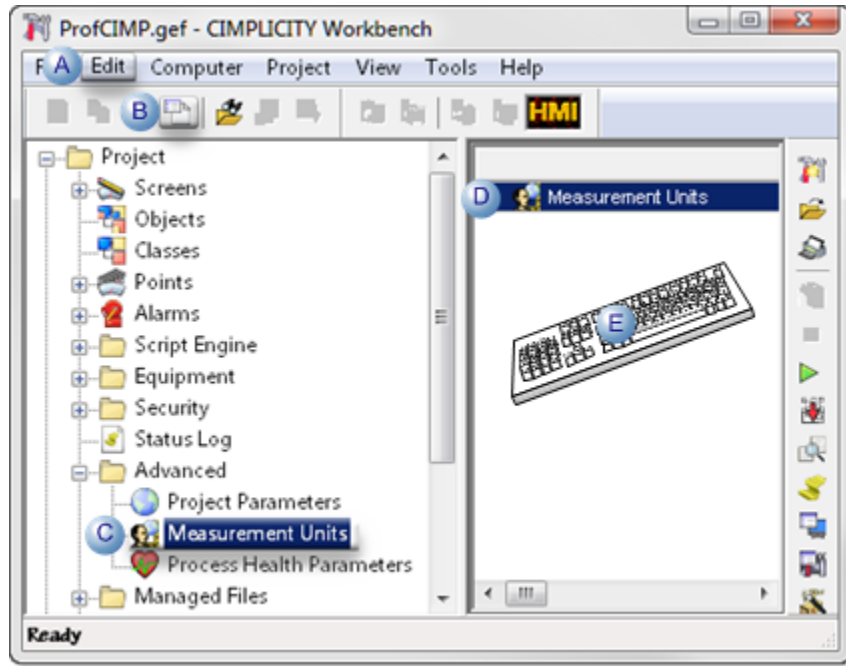 ProfCIMP.gef - CIMPLICITY Workbench
F A Edit Computer Project View Tools Help
B HMI
Project
Screens
Objects
Classes
Points
Alarms
Script Engine
Equipment
Security
Status Log
Advanced
Project Parameters
C Measurement Units
Process Health Parameters
Managed Files
D Measurement Units
E
Ready